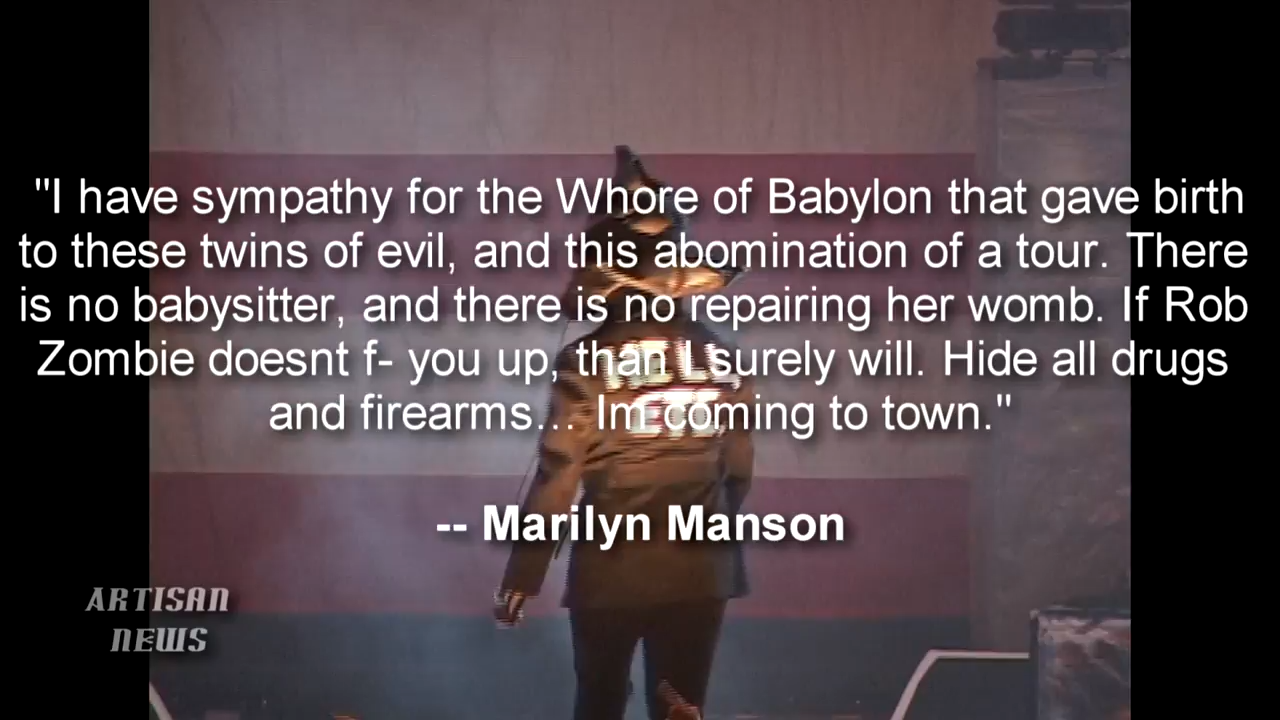 "I have sympathy for the Whore of Babylon that gave birth
to these twins of evil, and this abomination of a tour. There
is no babysitter, and there is no repairing her womb. If Rob
Zombie doesnt f- you up, than I surely will. Hide all drugs
and firearms... Im coming to town."
-- Marilyn Manson
ARTISAN
NEWS